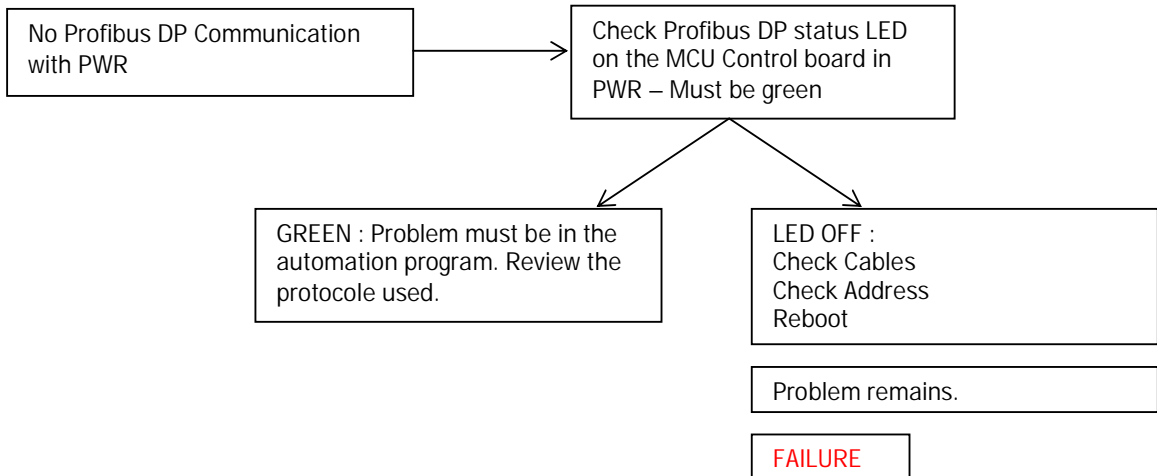 No Profibus DP Communication
with PWR
Check Profibus DP status LED
on the MCU Control board in
PWR – Must be green
GREEN : Problem must be in the
automation program. Review the
protocole used.
LED OFF :
Check Cables
Check Address
Reboot
Problem remains.
FAILURE